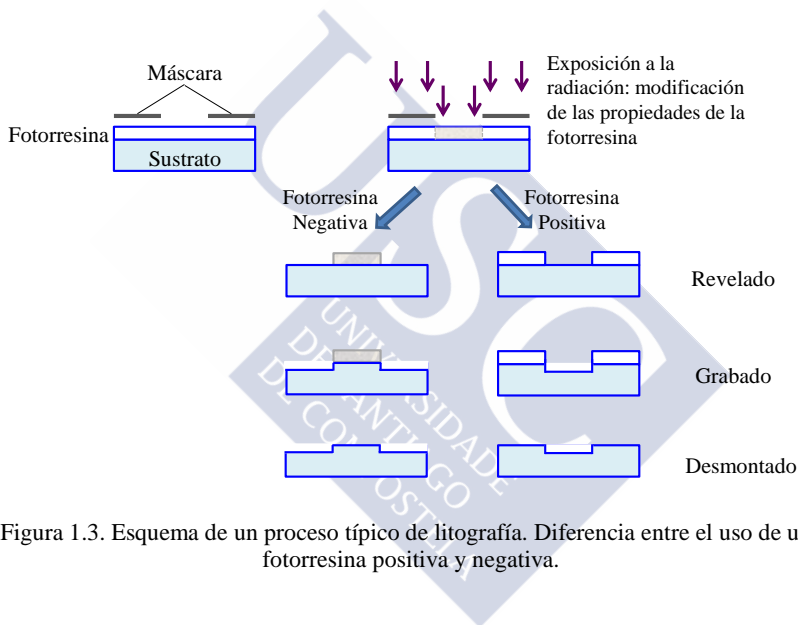 Máscara
Fotorresina
Sustrato
Exposición a la
radiación: modificación
de las propiedades de la
fotorresina
Fotorresina
Negativa
Fotorresina
Positiva
Revelado
Grabado
Desmontado
USC
UNIVERSIDADE
DE SANTIAGO
DE COMPOSTELA
Figura 1.3. Esquema de un proceso típico de litografía. Diferencia entre el uso de u
fotorresina positiva y negativa.